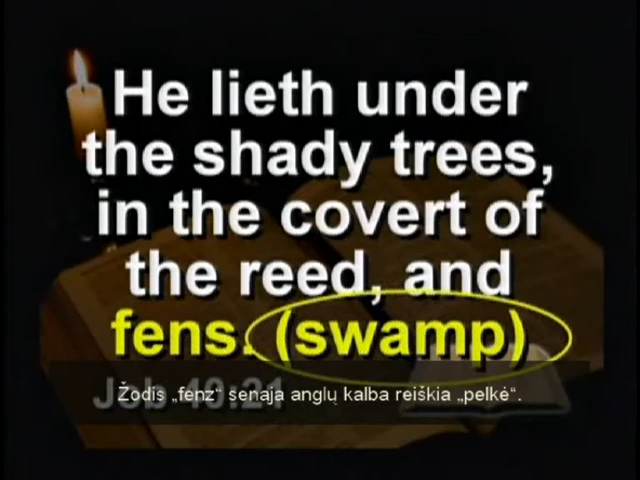 He lieth under
the shady trees,
in the covert of
the reed, and
fens. (swamp)
Job 40:21
Žodis „fenz“ senąja anglų kalba reiškia „pelkė“.